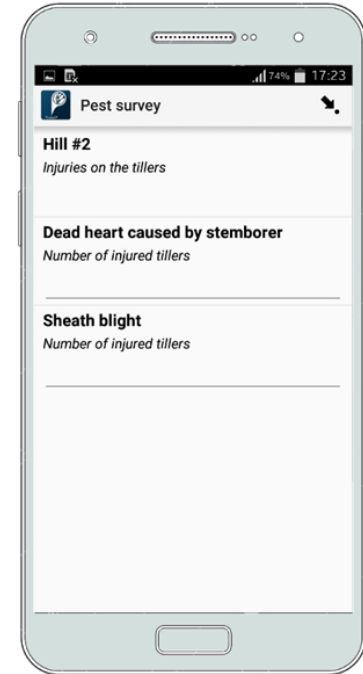 74% 17:23
Pest survey
Hill #2
Injuries on the tillers
Dead heart caused by stemborer
Number of injured tillers
Sheath blight
Number of injured tillers